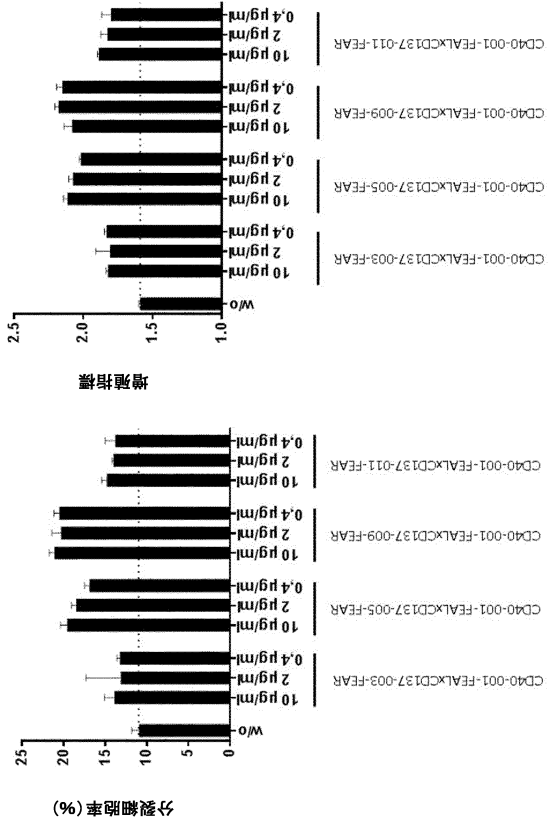 分裂細胞率(%)
25
20
15
10
5
0
w/o
10 µg/ml
2 µg/ml
0,4 µg/ml
10 µg/ml
2 µg/ml
0,4 µg/ml
10 µg/ml
2 µg/ml
0,4 µg/ml
10 µg/ml
2 µg/ml
0,4 µg/ml
CD40-001-FEALxCD137-003-FEAR
CD40-001-FEALxCD137-005-FEAR
CD40-001-FEALxCD137-009-FEAR
CD40-001-FEALxCD137-011-FEAR
増殖指標
2.5
2.0
1.5
1.0
w/o
10 µg/ml
2 µg/ml
0,4 µg/ml
10 µg/ml
2 µg/ml
0,4 µg/ml
10 µg/ml
2 µg/ml
0,4 µg/ml
10 µg/ml
2 µg/ml
0,4 µg/ml
CD40-001-FEALxCD137-003-FEAR
CD40-001-FEALxCD137-005-FEAR
CD40-001-FEALxCD137-009-FEAR
CD40-001-FEALxCD137-011-FEAR